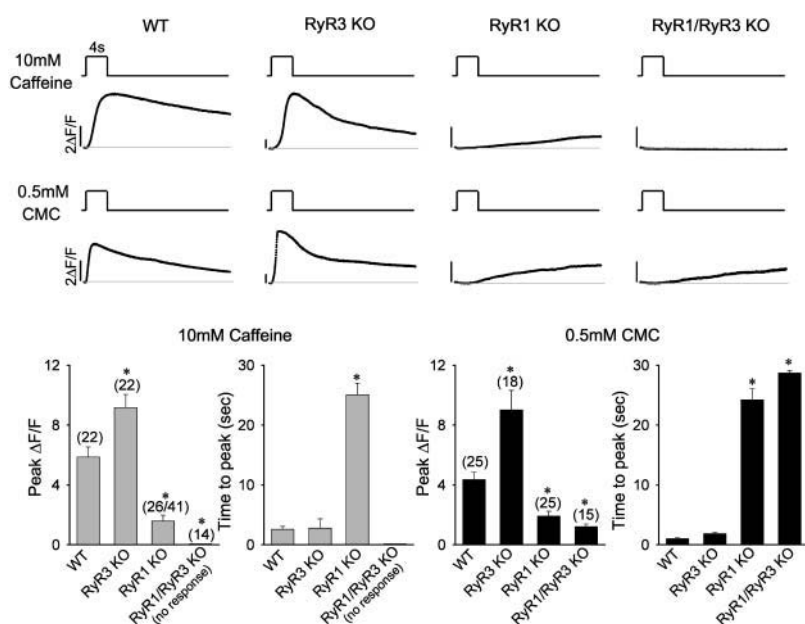 WT RyR3 KO RyR1 KO RyR1/RyR3 KO
10mM
Caffeine
4s
2ΔF/F
0.5mM
CMC
2ΔF/F
10mM Caffeine
0.5mM CMC
Peak ΔF/F
12
8
4
0
(22)
*
(22)
*
(26/41)
*
(14)
WT
RyR3 KO
RyR1 KO
RyR1/RyR3 KO
(no response)
Time to peak (sec)
30
20
10
0
*
WT
RyR3 KO
RyR1 KO
RyR1/RyR3 KO
(no response)
Peak ΔF/F
12
8
4
0
(25)
*
(18)
*
(25)
*
(15)
WT
RyR3 KO
RyR1 KO
RyR1/RyR3 KO
Time to peak (sec)
30
20
10
0
*
*
WT
RyR3 KO
RyR1 KO
RyR1/RyR3 KO